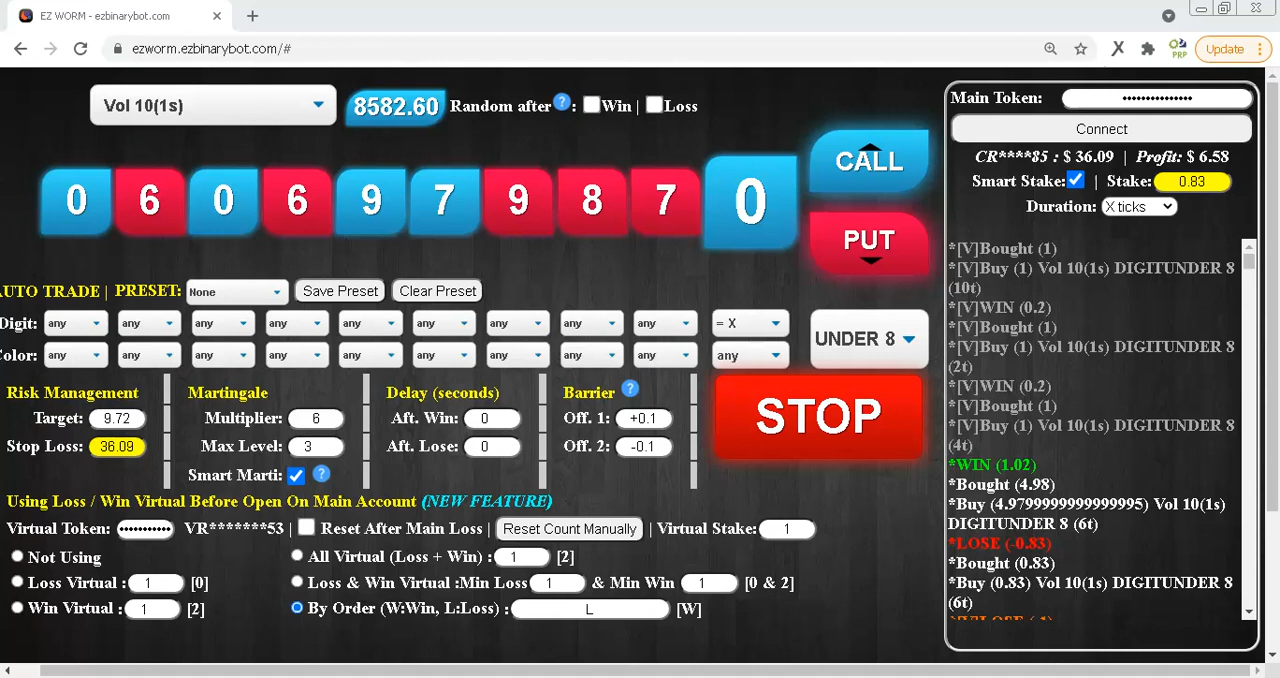 EZ WORM - ezbinarybot.com
ezworm.ezbinarybot.com/#
PRP
Update
Vol 10(1s)
8582.60
Random after ? : Win | Loss
0 6 0 6 9 7 9 8 7 0
CALL
PUT
AUTO TRADE | PRESET: None Save Preset Clear Preset
Digit: any any any any any any any any any = X
Color: any any any any any any any any any any
UNDER 8
STOP
Risk Management
Target: 9.72
Stop Loss: 36.09
Martingale
Multiplier: 6
Max Level: 3
Smart Marti: ?
Delay (seconds)
Aft. Win: 0
Aft. Lose: 0
Barrier ?
Off. 1: +0.1
Off. 2: -0.1
Using Loss / Win Virtual Before Open On Main Account (NEW FEATURE)
Virtual Token: ••••••••••• VR*******53 | Reset After Main Loss | Reset Count Manually | Virtual Stake: 1
Not Using
All Virtual (Loss + Win) : 1 [2]
Loss Virtual : 1 [0]
Loss & Win Virtual :Min Loss 1 & Min Win 1 [0 & 2]
Win Virtual : 1 [2]
By Order (W:Win, L:Loss) : L [W]
Main Token: •••••••••••••••
Connect
CR****85 : $ 36.09 | Profit: $ 6.58
Smart Stake: | Stake: 0.83
Duration: X ticks
*[V]Bought (1)
*[V]Buy (1) Vol 10(1s) DIGITUNDER 8
(10t)
*[V]WIN (0.2)
*[V]Bought (1)
*[V]Buy (1) Vol 10(1s) DIGITUNDER 8
(2t)
*[V]WIN (0.2)
*[V]Bought (1)
*[V]Buy (1) Vol 10(1s) DIGITUNDER 8
(4t)
*WIN (1.02)
*Bought (4.98)
*Buy (4.9799999999999995) Vol 10(1s)
DIGITUNDER 8 (6t)
*LOSE (-0.83)
*Bought (0.83)
*Buy (0.83) Vol 10(1s) DIGITUNDER 8
(6t)
*[V]LOSE (-1)